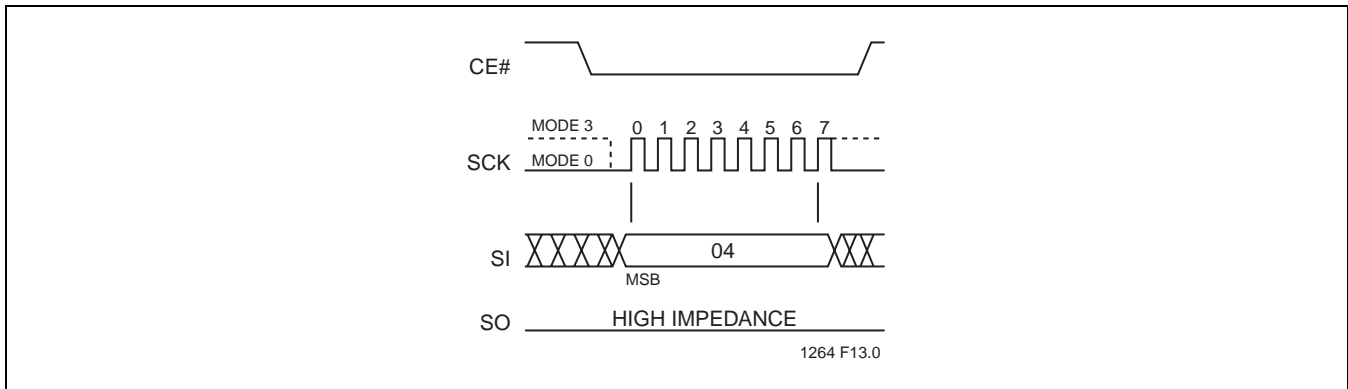 CE#
MODE 3
0 1 2 3 4 5 6 7
SCK
MODE 0
SI
04
MSB
SO
HIGH IMPEDANCE
1264 F13.0